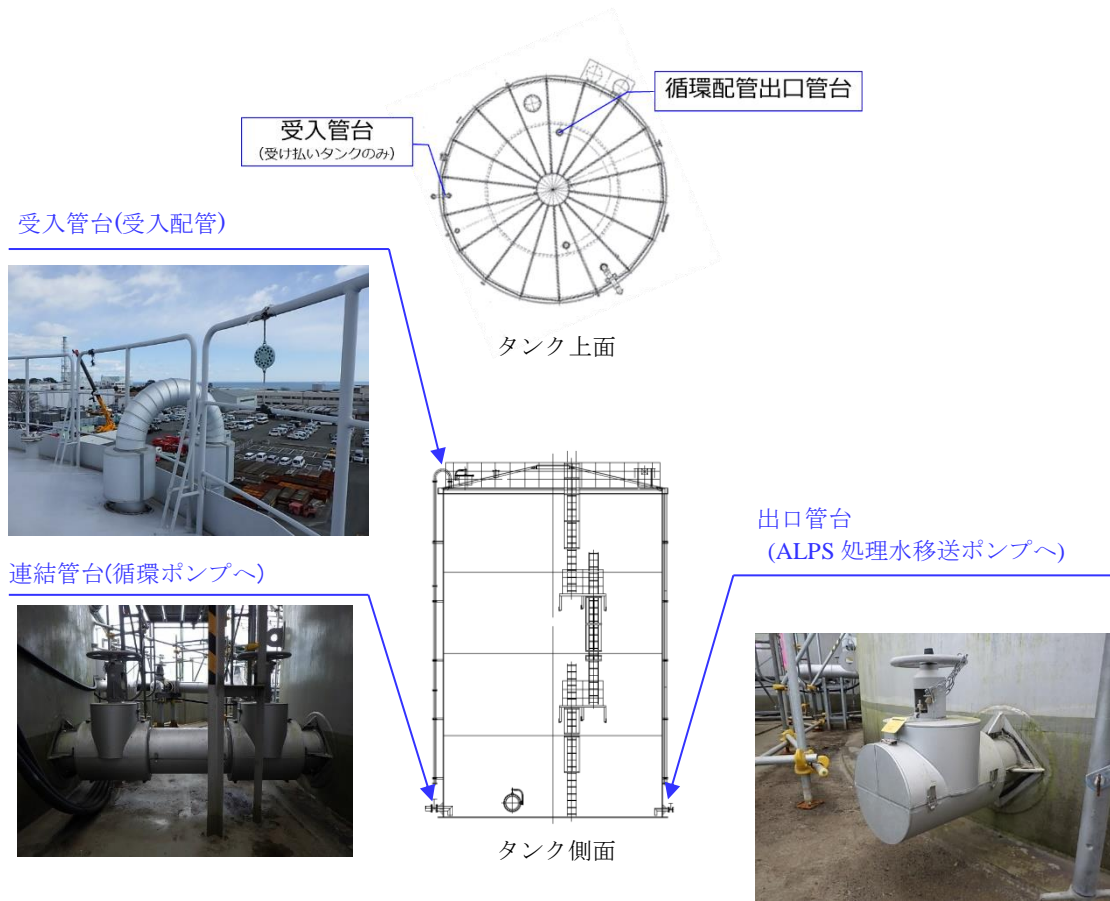 循環配管出口管台
受入管台
(受け払いタンクのみ)
受入管台(受入配管)
タンク上面
出口管台
(ALPS 処理水移送ポンプへ)
連結管台(循環ポンプへ)
タンク側面